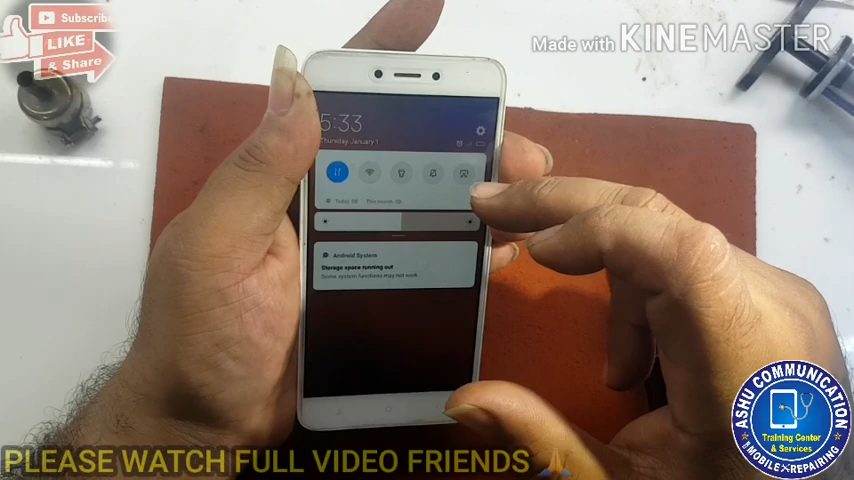 Subscribe
LIKE
& Share
Made with KINEMASTER
5:33
Thursday, January 1
Android System
Storage space running out
Some system functions may not work.
ASHU COMMUNICATION
Training Center
& Services
MOBILE REPAIRING
PLEASE WATCH FULL VIDEO FRIENDS